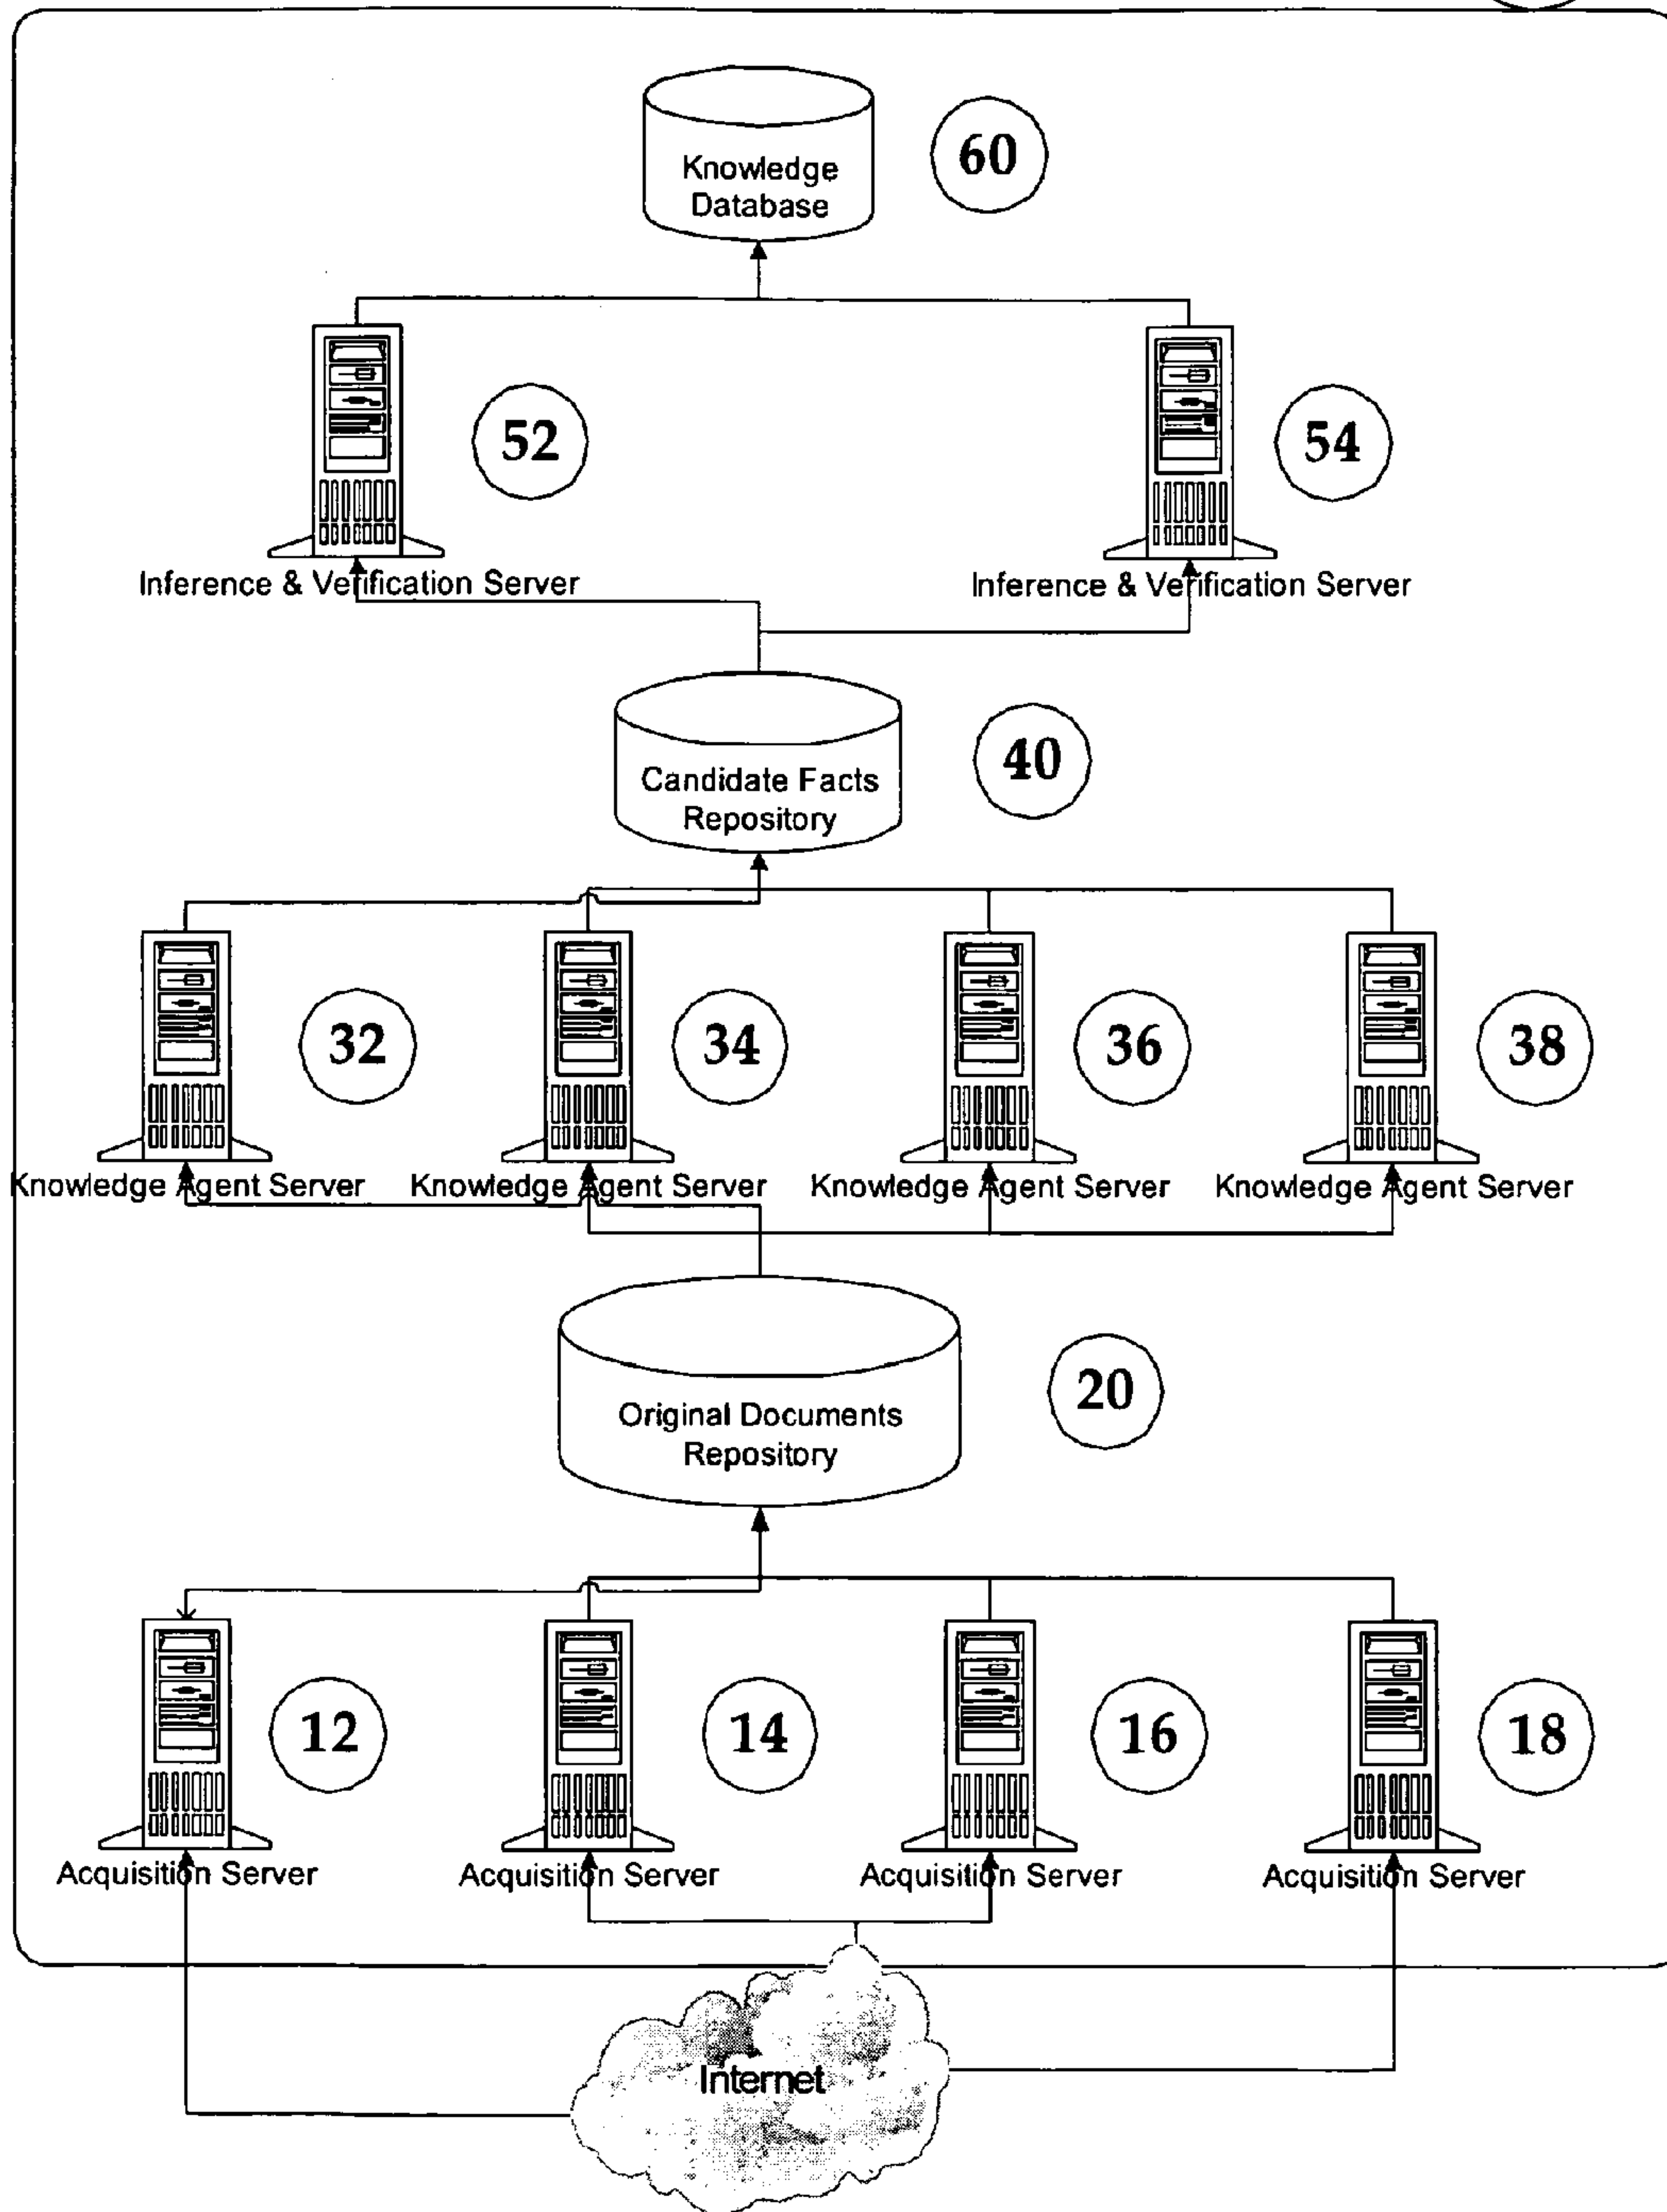 Knowledge
Database
60
52
54
Inference & Verification Server
Inference & Verification Server
Candidate Facts
Repository
40
32
34
36
38
Knowledge Agent Server
Knowledge Agent Server
Knowledge Agent Server
Knowledge Agent Server
Original Documents
Repository
20
12
14
16
18
Acquisition Server
Acquisition Server
Acquisition Server
Acquisition Server
Internet